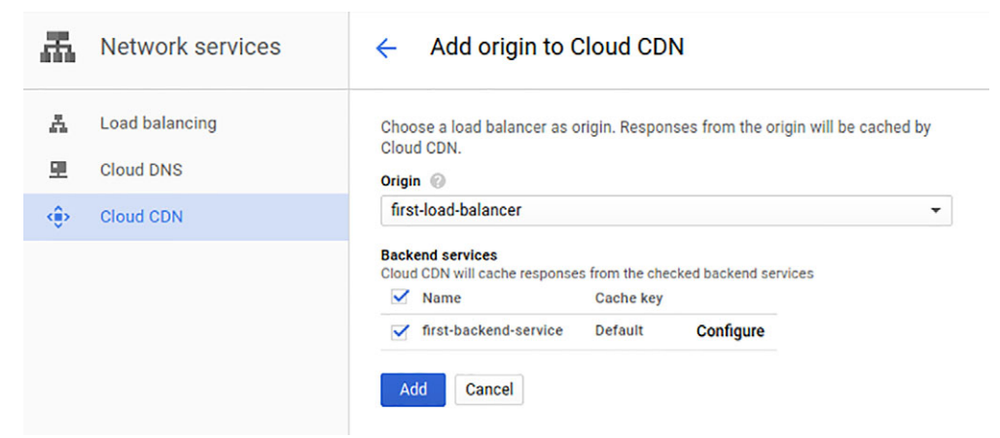 Network services
Add origin to Cloud CDN
Load balancing
Cloud DNS
Cloud CDN
Choose a load balancer as origin. Responses from the origin will be cached by
Cloud CDN.
Origin
first-load-balancer
Backend services
Cloud CDN will cache responses from the checked backend services
Name Cache key
first-backend-service Default Configure
Add Cancel